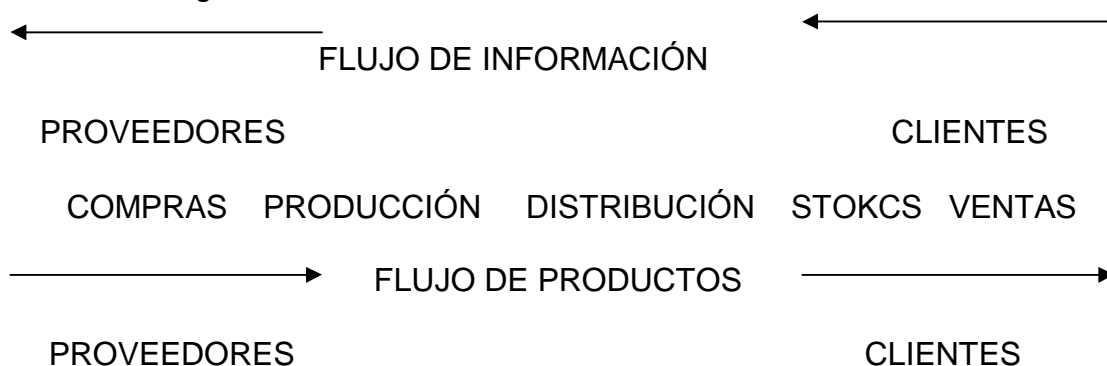 FLUJO DE INFORMACIÓN
PROVEEDORES CLIENTES
COMPRAS PRODUCCIÓN DISTRIBUCIÓN STOKCS VENTAS
FLUJO DE PRODUCTOS
PROVEEDORES CLIENTES